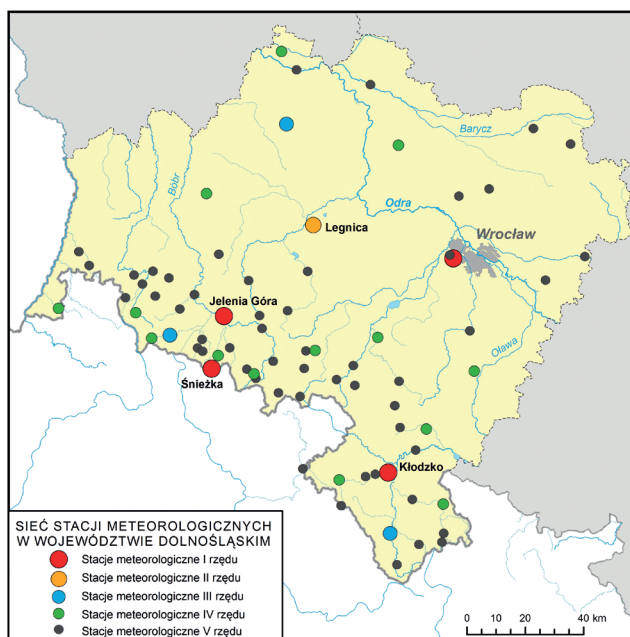 Barycz
Bóbr
Odra
Legnica
Wrocław
Jelenia Góra
Oława
Śnieżka
Kłodzko
SIEĆ STACJI METEOROLOGICZNYCH
W WOJEWÓDZTWIE DOLNOŚLĄSKIM
Stacje meteorologiczne I rzędu
Stacje meteorologiczne II rzędu
Stacje meteorologiczne III rzędu
Stacje meteorologiczne IV rzędu
Stacje meteorologiczne V rzędu
0 20 40 km